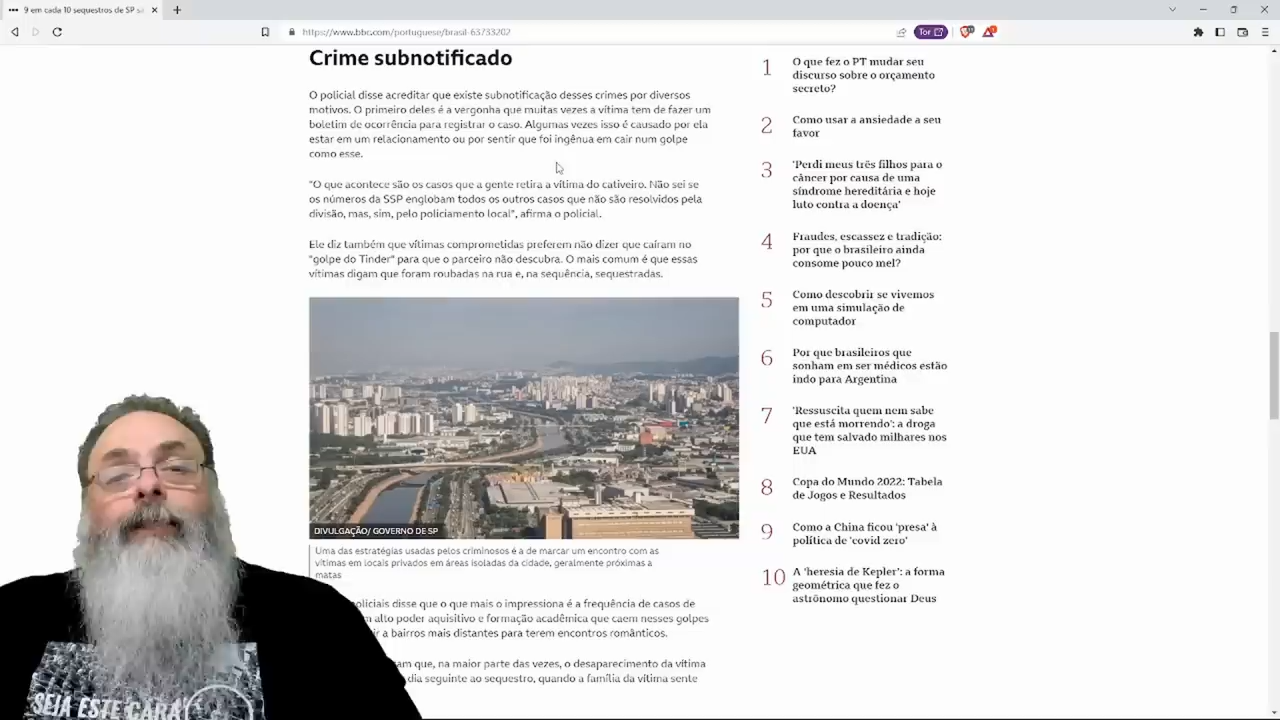 9 em cada 10 sequestros de SP
https://www.bbc.com/portuguese/brasil-63733202
Tor
Crime subnotificado
O policial disse acreditar que existe subnotificação desses crimes por diversos
motivos. O primeiro deles é a vergonha que muitas vezes a vítima tem de fazer um
boletim de ocorrência para registrar o caso. Algumas vezes isso é causado por ela
estar em um relacionamento ou por sentir que foi ingênua em cair num golpe
como esse.
"O que acontece são os casos que a gente retira a vítima do cativeiro. Não sei se
os números da SSP englobam todos os outros casos que não são resolvidos pela
divisão, mas, sim, pelo policiamento local", afirma o policial.
Ele diz também que vítimas comprometidas preferem não dizer que caíram no
"golpe do Tinder" para que o parceiro não descubra. O mais comum é que essas
vítimas digam que foram roubadas na rua e, na sequência, sequestradas.
DIVULGAÇÃO/ GOVERNO DE SP
Uma das estratégias usadas pelos criminosos é a de marcar um encontro com as
vítimas em locais privados em áreas isoladas da cidade, geralmente próximas a
matas
oliciais disse que o que mais o impressiona é a frequência de casos de
m alto poder aquisitivo e formação acadêmica que caem nesses golpes
ir a bairros mais distantes para terem encontros românticos.
am que, na maior parte das vezes, o desaparecimento da vítima
dia seguinte ao sequestro, quando a família da vítima sente
1 O que fez o PT mudar seu
discurso sobre o orçamento
secreto?
2 Como usar a ansiedade a seu
favor
3 'Perdi meus três filhos para o
câncer por causa de uma
síndrome hereditária e hoje
luto contra a doença'
4 Fraudes, escassez e tradição:
por que o brasileiro ainda
consome pouco mel?
5 Como descobrir se vivemos
em uma simulação de
computador
6 Por que brasileiros que
sonham em ser médicos estão
indo para Argentina
7 'Ressuscita quem nem sabe
que está morrendo': a droga
que tem salvado milhares nos
EUA
8 Copa do Mundo 2022: Tabela
de Jogos e Resultados
9 Como a China ficou 'presa' à
política de 'covid zero'
10 A 'heresia de Kepler': a forma
geométrica que fez o
astrônomo questionar Deus
SEJA ESTE CARA